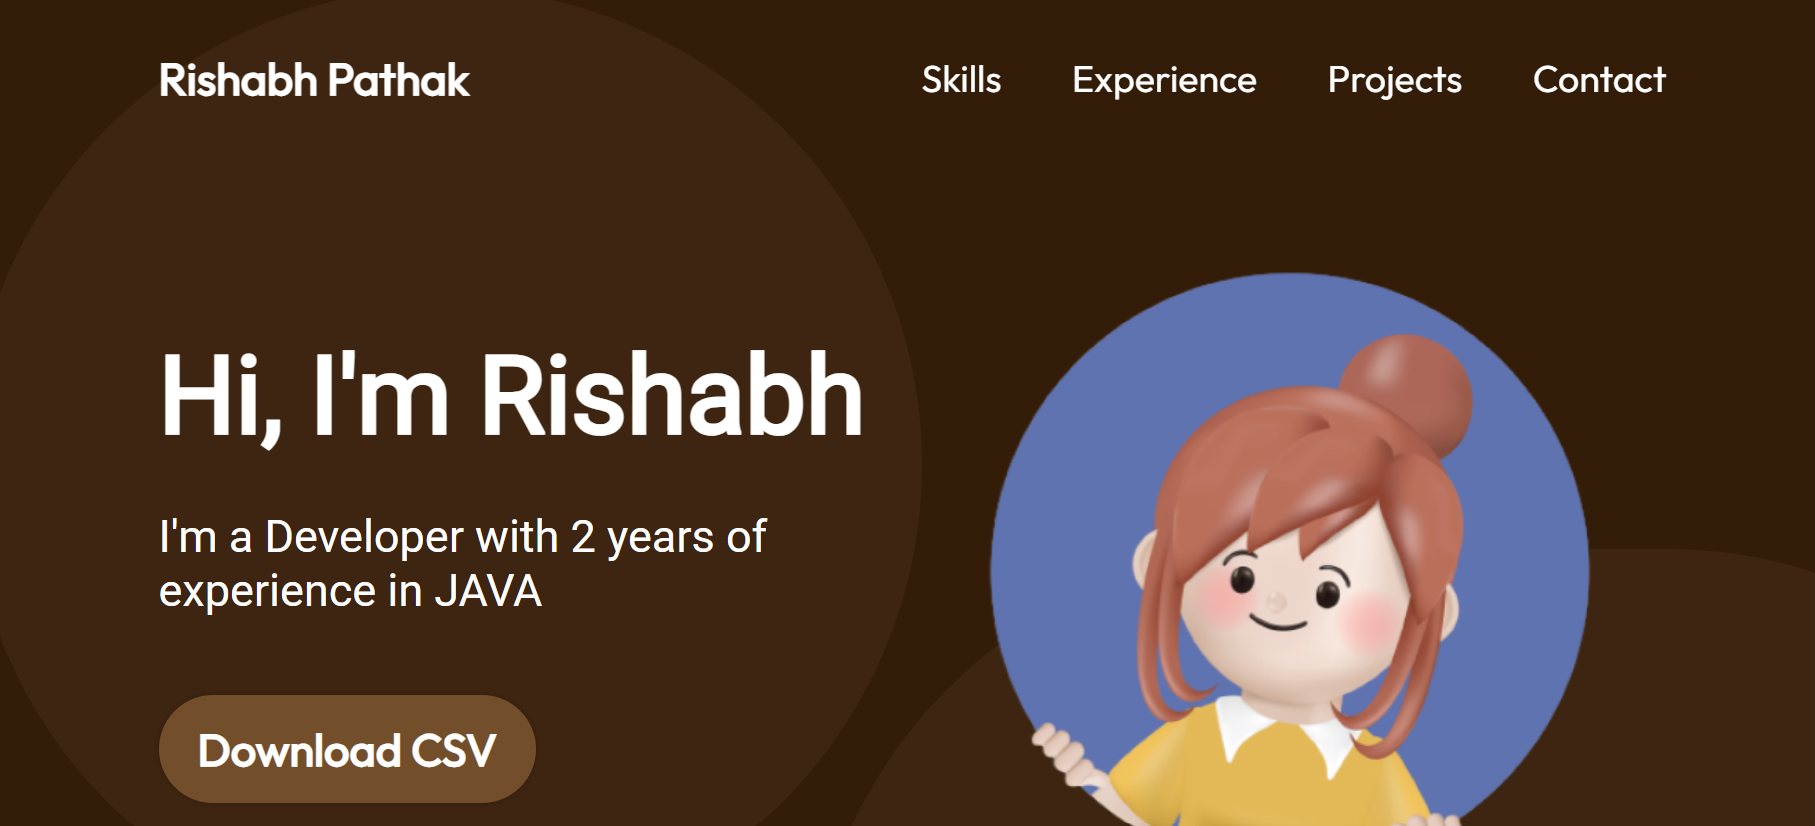 Rishabh Pathak
Skills Experience Projects Contact
Hi, I'm Rishabh
I'm a Developer with 2 years of
experience in JAVA
Download CSV